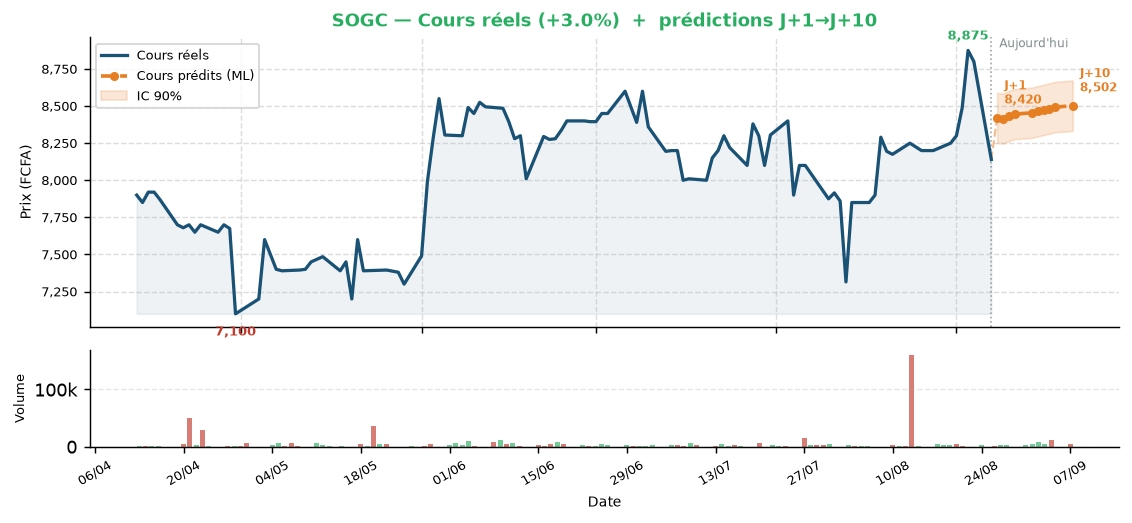 SOGC — Cours réels (+3.0%)  +  prédictions J+1→J+10
Cours réels
Cours prédits (ML)
IC 90%
8,875
Aujourd'hui
J+1
8,420
J+10
8,502
7,100
Prix (FCFA)
8,750
8,500
8,250
8,000
7,750
7,500
7,250
Volume
100k
0
06/04
20/04
04/05
18/05
01/06
15/06
29/06
13/07
27/07
10/08
24/08
07/09
Date